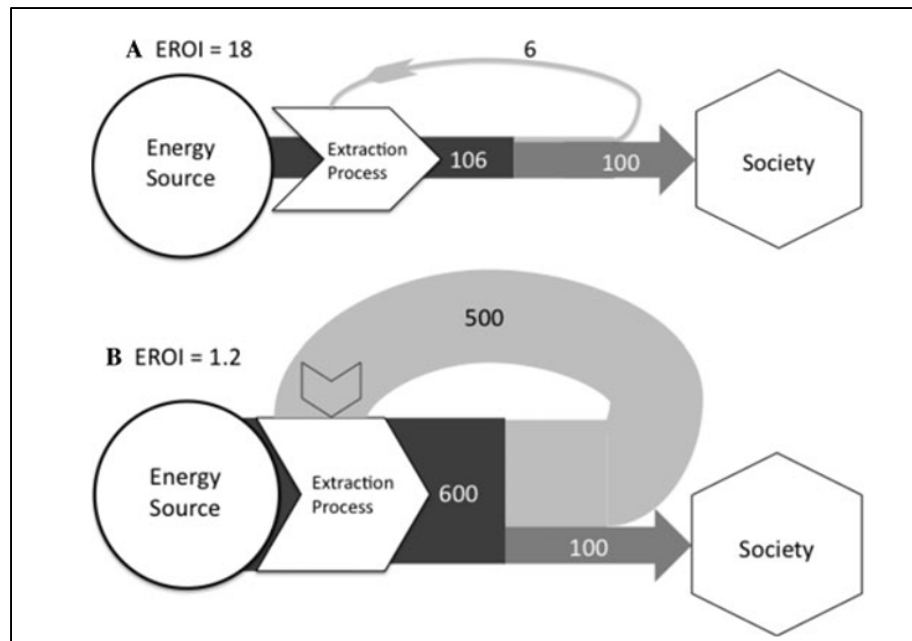 A EROI = 18
6
Energy
Source
Extraction
Process
106
100
Society
500
B EROI = 1.2
Energy
Source
Extraction
Process
600
100
Society